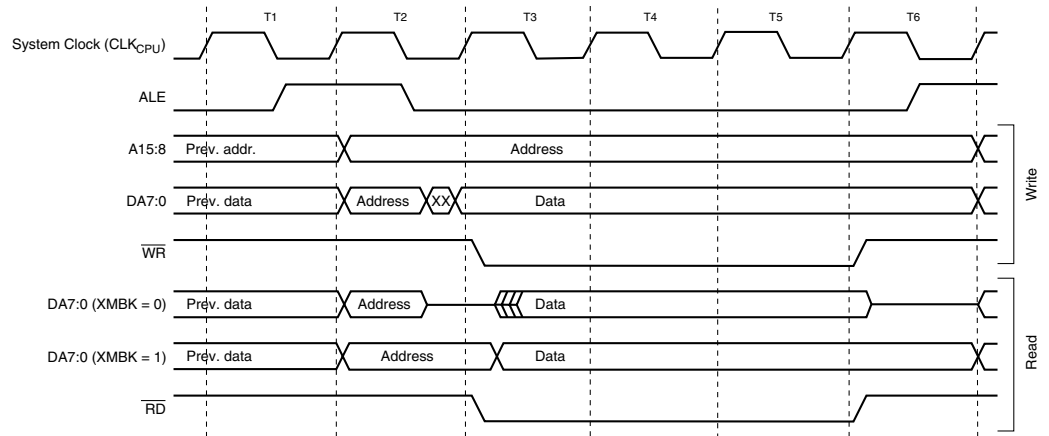 T1 T2 T3 T4 T5 T6
System Clock (CLKCPU)
ALE
A15:8 Prev. addr. Address
DA7:0 Prev. data Address XX Data
WR
Write
DA7:0 (XMBK = 0) Prev. data Address Data
DA7:0 (XMBK = 1) Prev. data Address Data
RD
Read